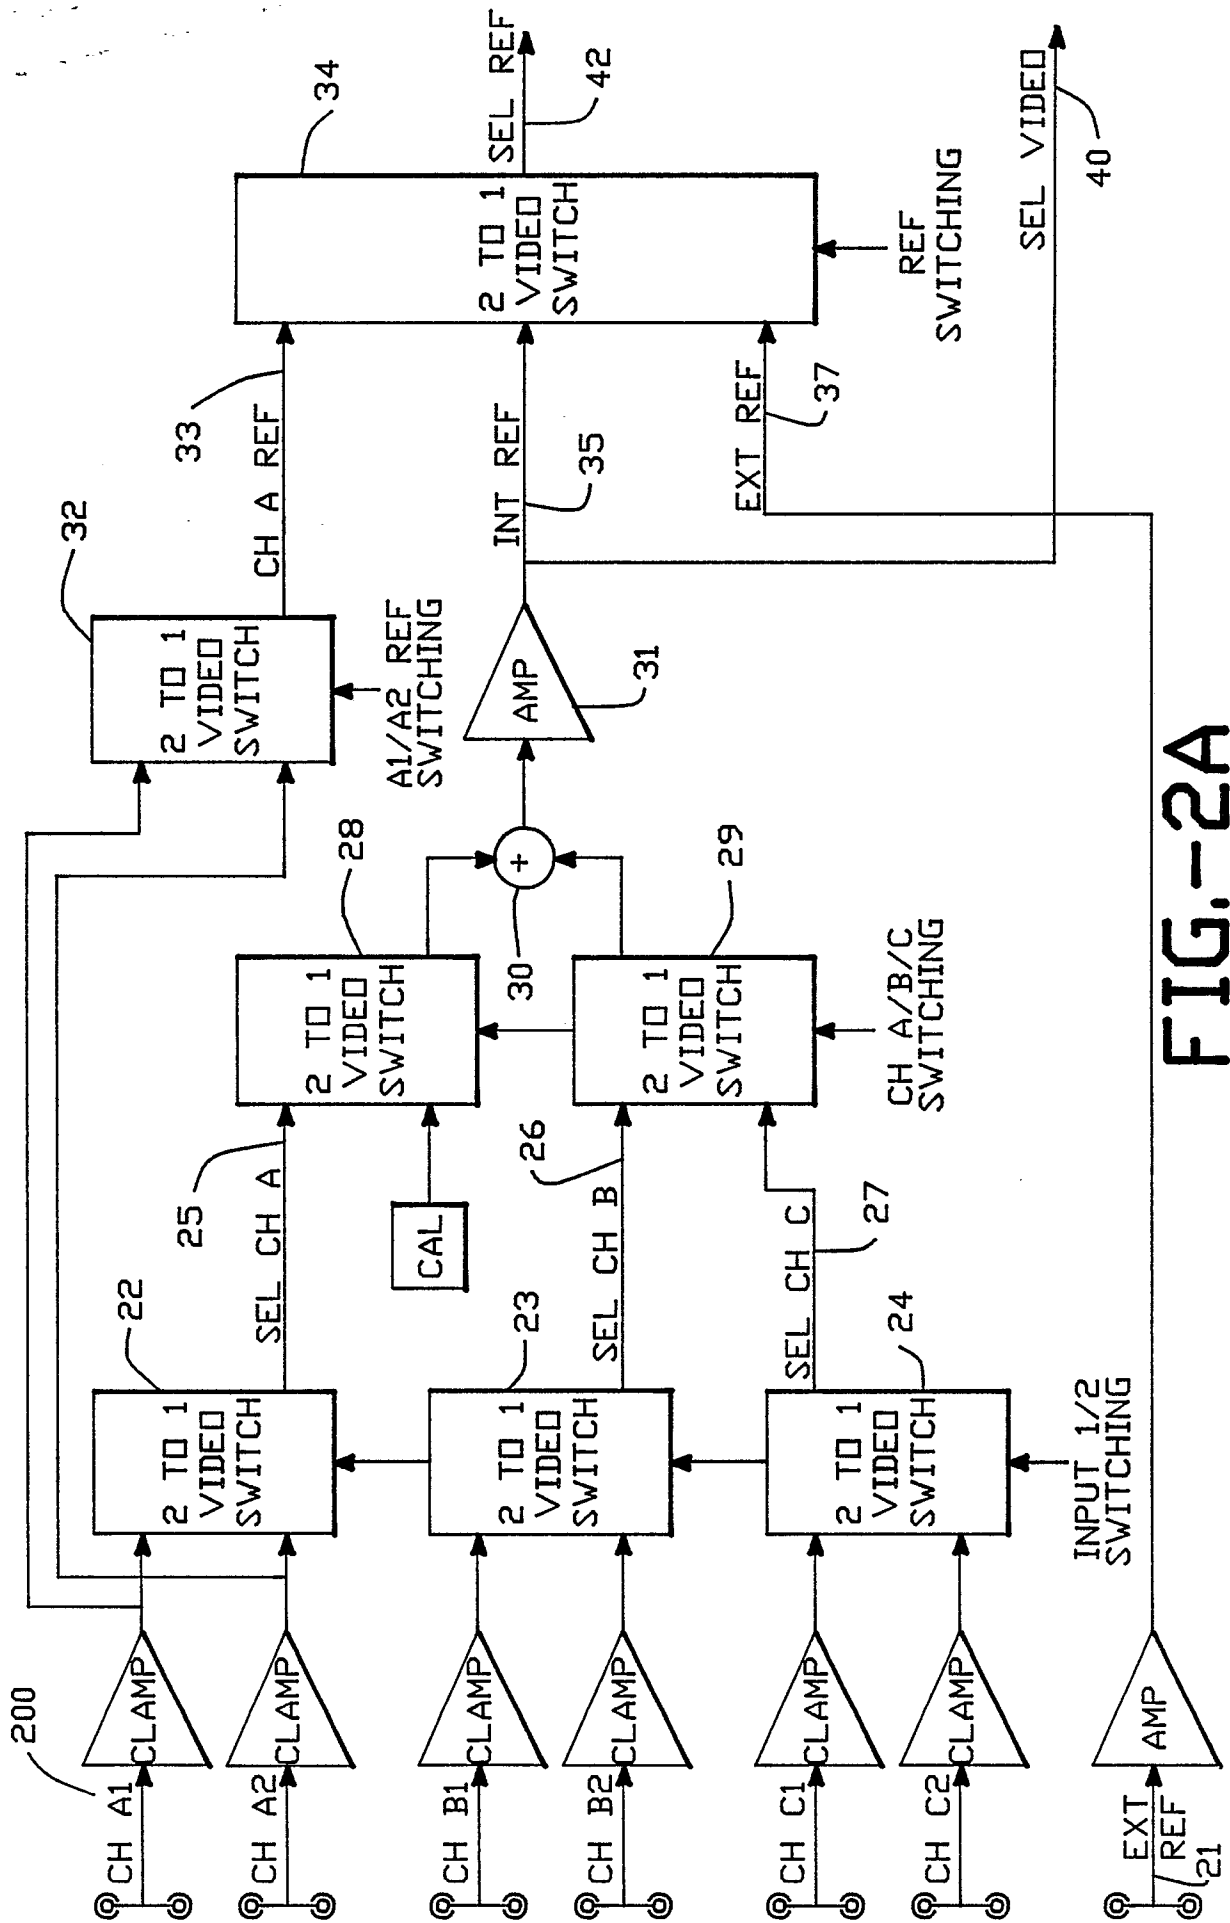 200
CH A1
CLAMP
CH A2
CLAMP
CH B1
CLAMP
CH B2
CLAMP
CH C1
CLAMP
CH C2
CLAMP
EXT
REF
21
AMP
2 TO 1
VIDEO
SWITCH
22
2 TO 1
VIDEO
SWITCH
23
2 TO 1
VIDEO
SWITCH
24
INPUT 1/2
SWITCHING
SEL CH A
25
CAL
SEL CH B
26
SEL CH C
27
2 TO 1
VIDEO
SWITCH
28
2 TO 1
VIDEO
SWITCH
29
CH A/B/C
SWITCHING
+
30
AMP
31
2 TO 1
VIDEO
SWITCH
32
A1/A2 REF
SWITCHING
CH A REF
33
INT REF
35
EXT REF
37
2 TO 1
VIDEO
SWITCH
34
REF
SWITCHING
SEL REF
42
SEL VIDEO
40
FIG.-2A